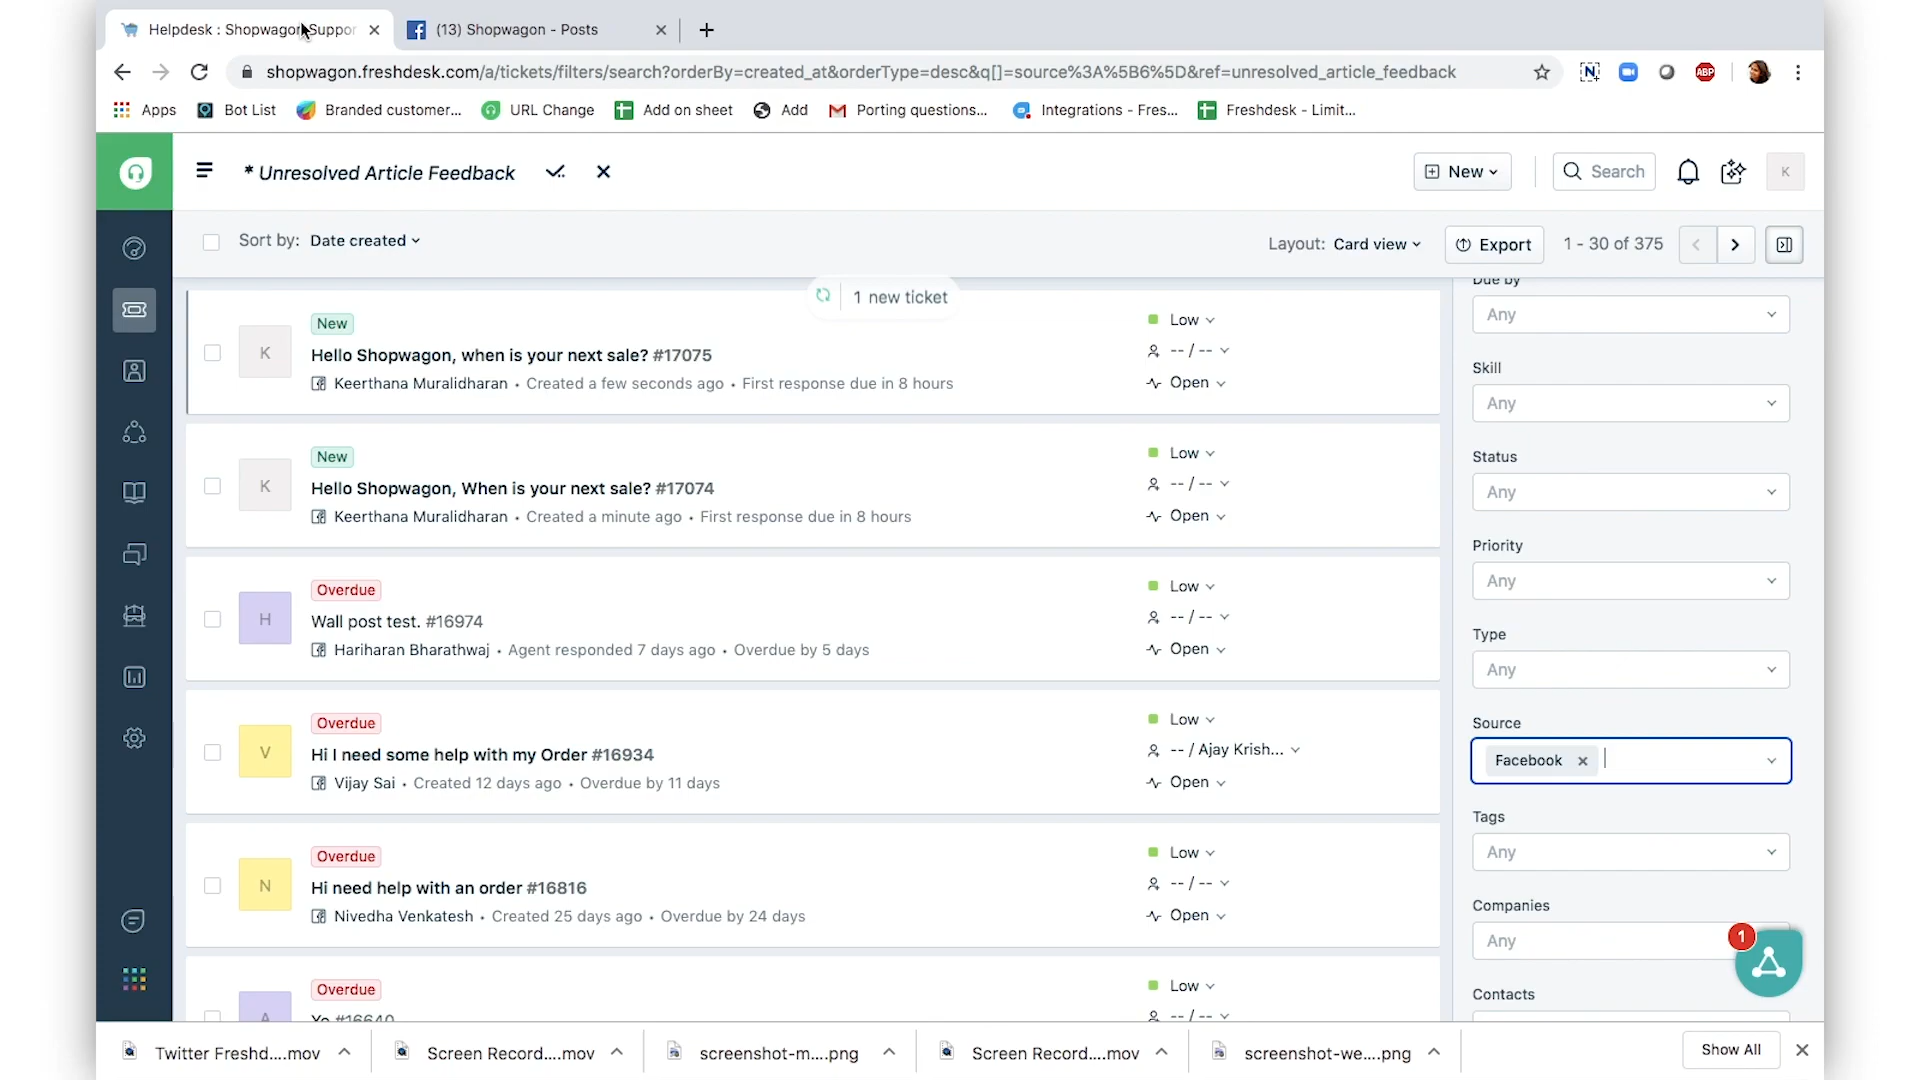 Helpdesk : Shopwagon Suppor
(13) Shopwagon - Posts
shopwagon.freshdesk.com/a/tickets/filters/search?orderBy=created_at&orderType=desc&q[]=source%3A%5B6%5D&ref=unresolved_article_feedback
ABP
Apps
Bot List
Branded customer...
URL Change
Add on sheet
Add
Porting questions...
Integrations - Fres...
Freshdesk - Limit...
* Unresolved Article Feedback
New
Search
K
Sort by: Date created
Layout: Card view
Export
1 - 30 of 375
1 new ticket
New
K
Hello Shopwagon, when is your next sale? #17075
Keerthana Muralidharan • Created a few seconds ago • First response due in 8 hours
Low
-- / --
Open
New
K
Hello Shopwagon, When is your next sale? #17074
Keerthana Muralidharan • Created a minute ago • First response due in 8 hours
Low
-- / --
Open
Overdue
H
Wall post test. #16974
Hariharan Bharathwaj • Agent responded 7 days ago • Overdue by 5 days
Low
-- / --
Open
Overdue
V
Hi I need some help with my Order #16934
Vijay Sai • Created 12 days ago • Overdue by 11 days
Low
-- / Ajay Krish...
Open
Overdue
N
Hi need help with an order #16816
Nivedha Venkatesh • Created 25 days ago • Overdue by 24 days
Low
-- / --
Open
Overdue
A
Yo #16640
Low
-- / --
Due by
Any
Skill
Any
Status
Any
Priority
Any
Type
Any
Source
Facebook
Tags
Any
Companies
Any
1
Contacts
Twitter Freshd....mov
Screen Record....mov
screenshot-m....png
Screen Record....mov
screenshot-we....png
Show All